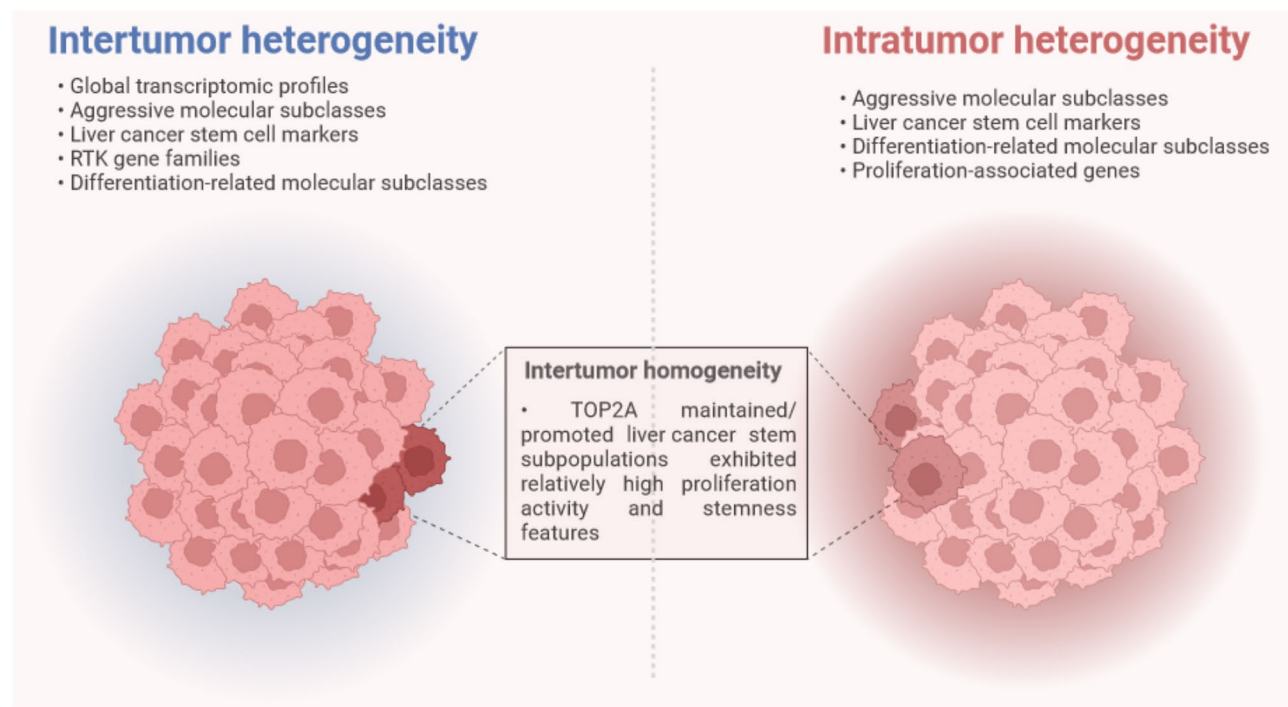 Intertumor heterogeneity
• Global transcriptomic profiles
• Aggressive molecular subclasses
• Liver cancer stem cell markers
• RTK gene families
• Differentiation-related molecular subclasses
Intratumor heterogeneity
• Aggressive molecular subclasses
• Liver cancer stem cell markers
• Differentiation-related molecular subclasses
• Proliferation-associated genes
Intertumor homogeneity
• TOP2A maintained/
promoted liver cancer stem
subpopulations exhibited
relatively high proliferation
activity and stemness
features